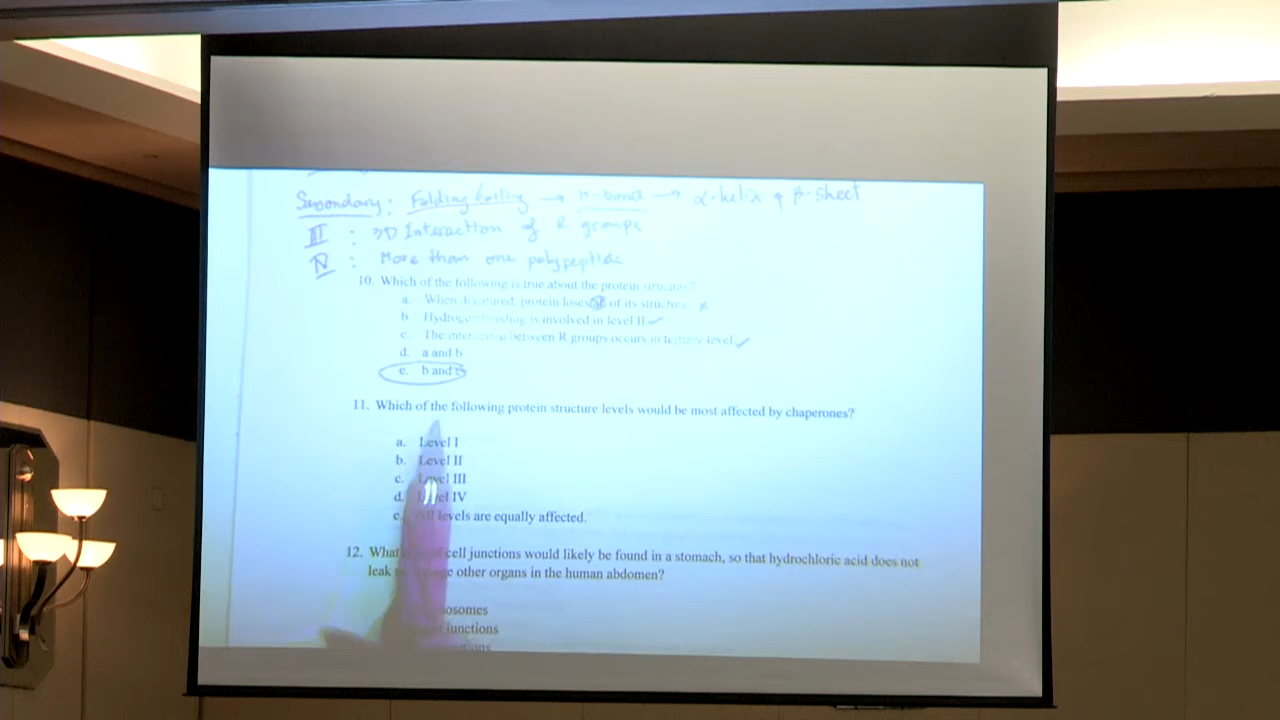 Secondary: Folding/coiling → H-bond → α-helix & β-sheet
III : 3D Interaction of R groups
IV : More than one polypeptide
10. Which of the following is true about the protein structure?
a. When denatured, protein loses all of its structure. x
b. Hydrogen bonding is involved in level II ✓
c. The interaction between R groups occurs in tertiary level. ✓
d. a and b
e. b and c
11. Which of the following protein structure levels would be most affected by chaperones?
a. Level I
b. Level II
c. Level III
d. Level IV
e. All levels are equally affected.
12. What cell junctions would likely be found in a stomach, so that hydrochloric acid does not
leak other organs in the human abdomen?
osomes
junctions